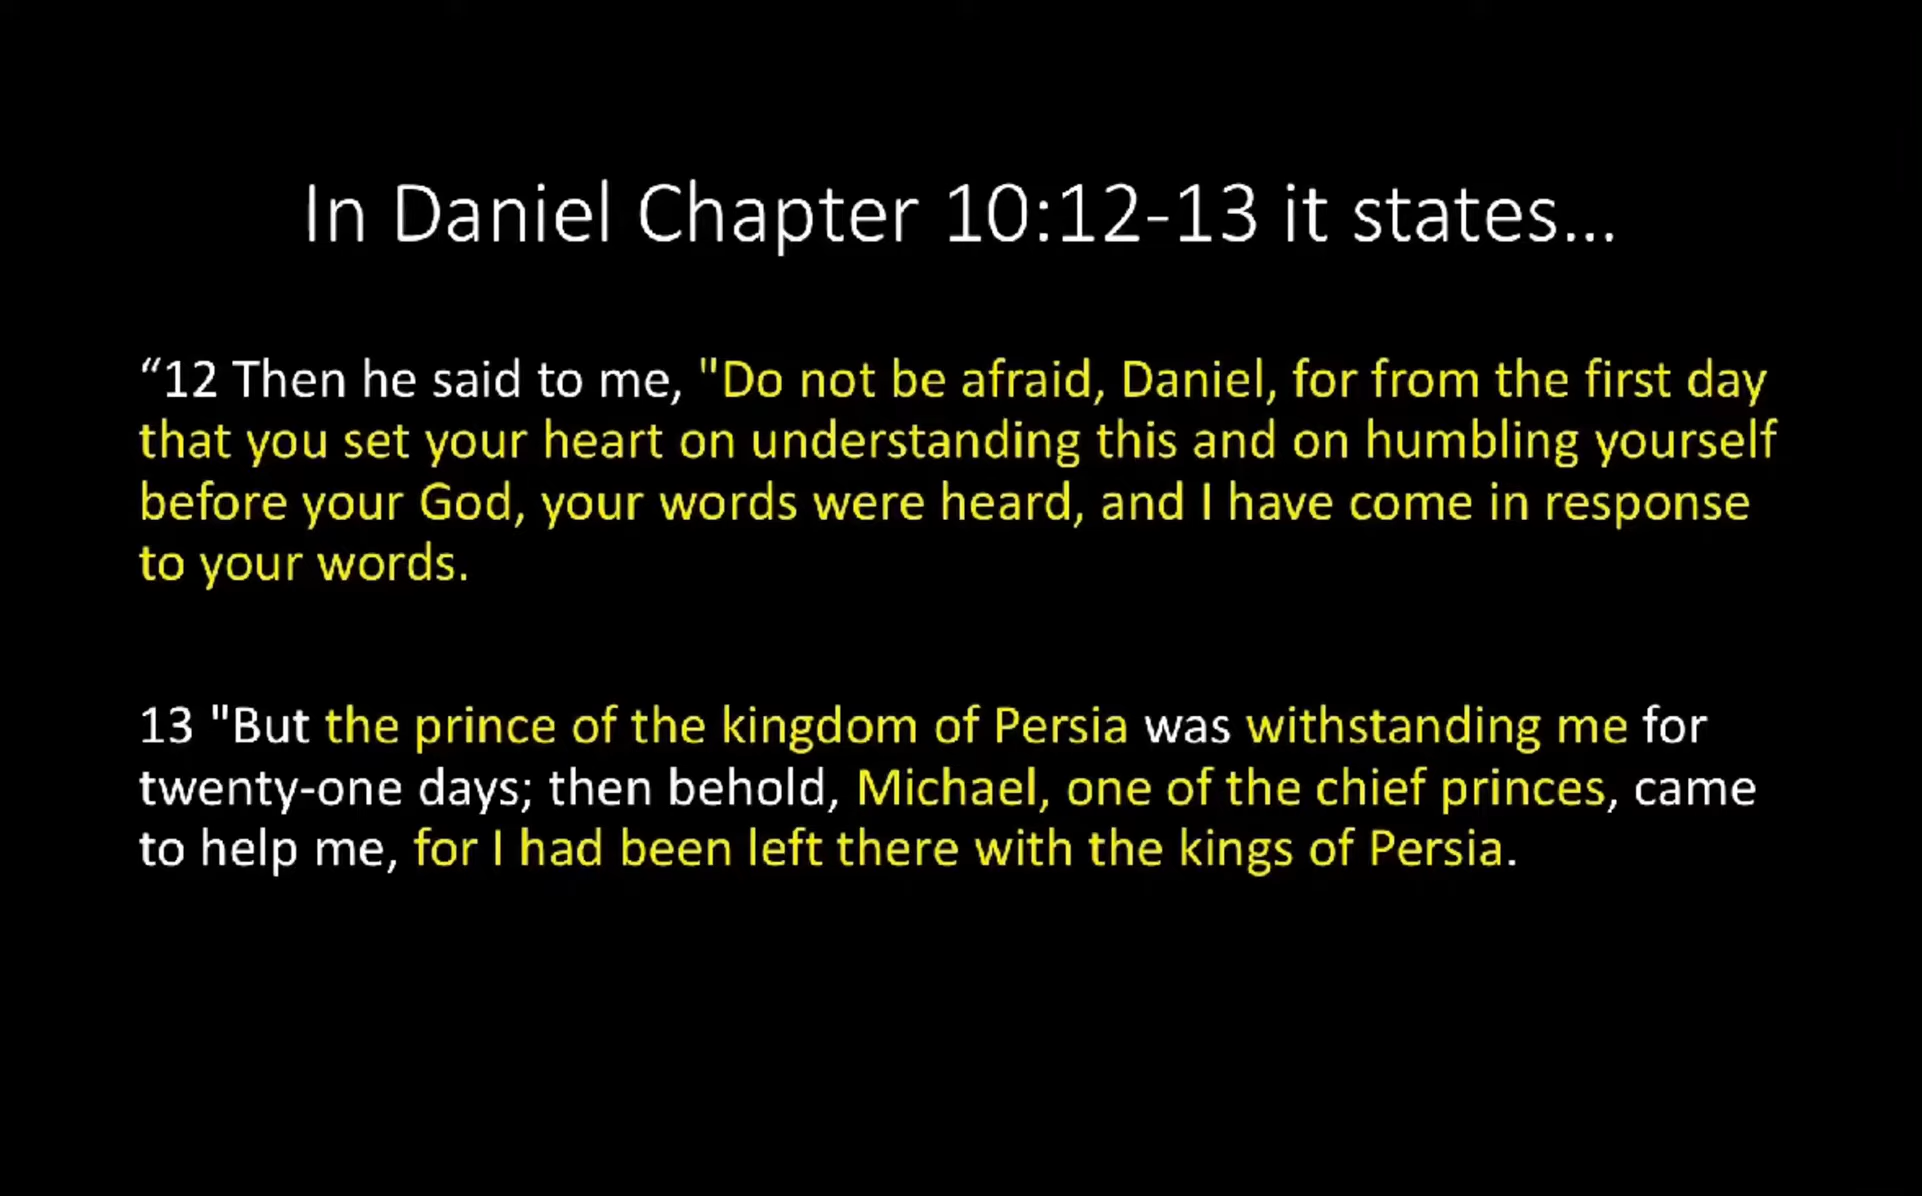 In Daniel Chapter 10:12-13 it states...
“12 Then he said to me, "Do not be afraid, Daniel, for from the first day
that you set your heart on understanding this and on humbling yourself
before your God, your words were heard, and I have come in response
to your words.
13 "But the prince of the kingdom of Persia was withstanding me for
twenty-one days; then behold, Michael, one of the chief princes, came
to help me, for I had been left there with the kings of Persia.